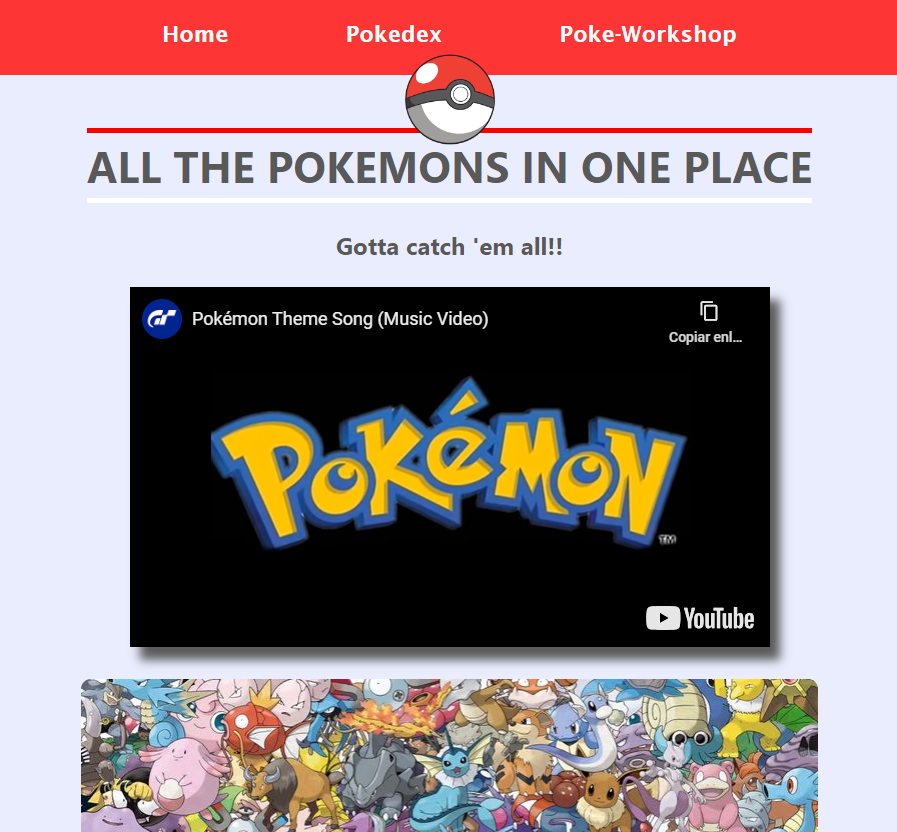 Home Pokedex Poke-Workshop
ALL THE POKEMONS IN ONE PLACE
Gotta catch 'em all!!
Pokémon Theme Song (Music Video)
Copiar enl...
POKéMON
TM
YouTube